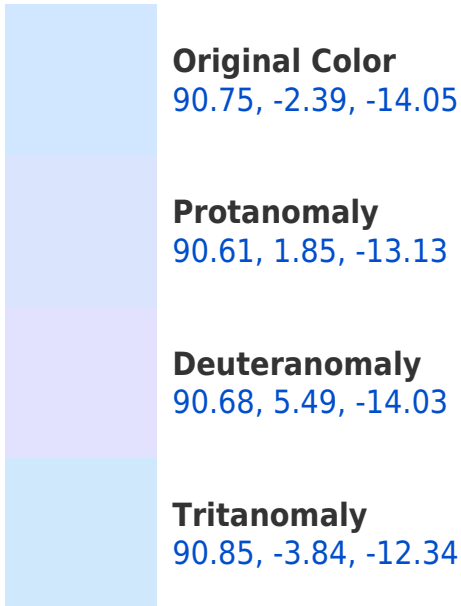 Original Color
90.75, -2.39, -14.05
Protanomaly
90.61, 1.85, -13.13
Deuteranomaly
90.68, 5.49, -14.03
Tritanomaly
90.85, -3.84, -12.34